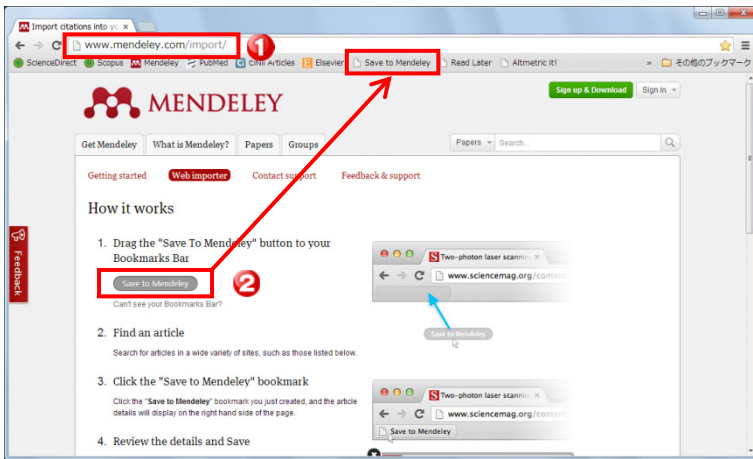 Import citations into yo
www.mendeley.com/import/
1
ScienceDirect Scopus Mendeley PubMed CiNii Articles Elsevier Save to Mendeley Read Later Altmetric it! » その他のブックマーク
MENDELEY
Sign up & Download Sign in
Get Mendeley What is Mendeley? Papers Groups
Papers Search...
Getting started Web importer Contact support Feedback & support
How it works
1. Drag the "Save To Mendeley" button to your
Bookmarks Bar
Save to Mendeley
2
Can't see your Bookmarks Bar?
Two-photon laser scannin
www.sciencemag.org/content
Save to Mendeley
Feedback
2. Find an article
Search for articles in a wide variety of sites, such as those listed below.
3. Click the "Save to Mendeley" bookmark
Click the "Save to Mendeley" bookmark you just created, and the article
details will display on the right hand side of the page.
Two-photon laser scannin
www.sciencemag.org/conten
Save to Mendeley
4. Review the details and Save